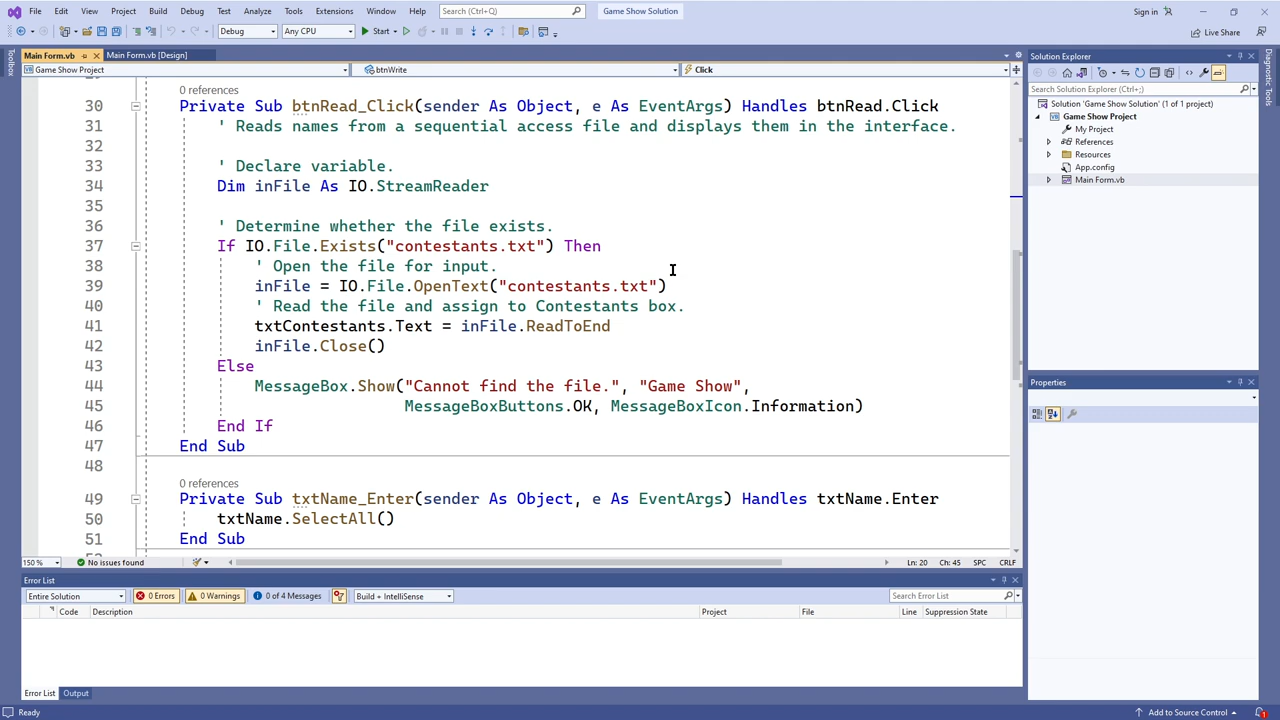 File Edit View Project Build Debug Test Analyze Tools Extensions Window Help Search (Ctrl+Q) Game Show Solution Sign in
Debug Any CPU Start Live Share
Toolbox
Main Form.vb Main Form.vb [Design]
Game Show Project btnWrite Click
0 references
30 Private Sub btnRead_Click(sender As Object, e As EventArgs) Handles btnRead.Click
31 ' Reads names from a sequential access file and displays them in the interface.
32
33 ' Declare variable.
34 Dim inFile As IO.StreamReader
35
36 ' Determine whether the file exists.
37 If IO.File.Exists("contestants.txt") Then
38 ' Open the file for input.
39 inFile = IO.File.OpenText("contestants.txt")
40 ' Read the file and assign to Contestants box.
41 txtContestants.Text = inFile.ReadToEnd
42 inFile.Close()
43 Else
44 MessageBox.Show("Cannot find the file.", "Game Show",
45 MessageBoxButtons.OK, MessageBoxIcon.Information)
46 End If
47 End Sub
48
0 references
49 Private Sub txtName_Enter(sender As Object, e As EventArgs) Handles txtName.Enter
50 txtName.SelectAll()
51 End Sub
150 % No issues found Ln: 20 Ch: 45 SPC CRLF
Error List
Entire Solution 0 Errors 0 Warnings 0 of 4 Messages Build + IntelliSense Search Error List
Code Description Project File Line Suppression State
Error List Output
Ready Add to Source Control 1
Solution Explorer
Search Solution Explorer (Ctrl+;)
Solution 'Game Show Solution' (1 of 1 project)
Game Show Project
My Project
References
Resources
App.config
Main Form.vb
Properties
Diagnostic Tools